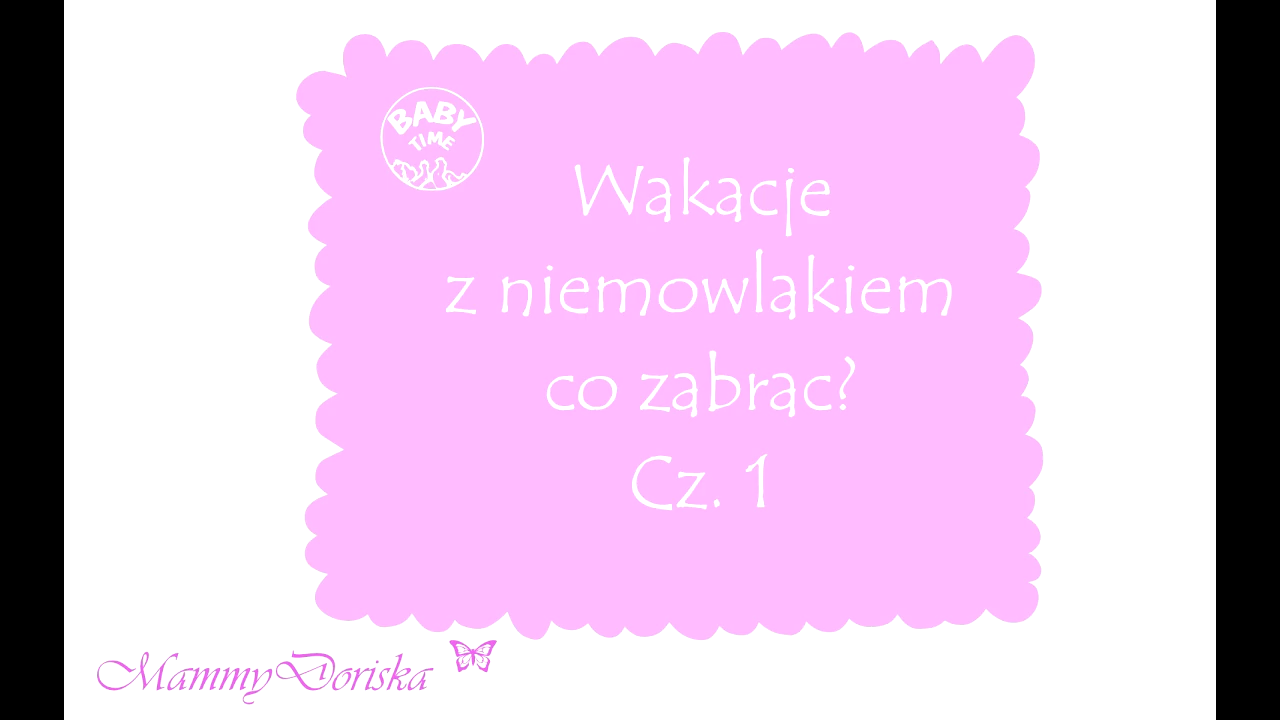 BABY
TIME
Wakacje
z niemowlakiem
co zabrac?
Cz. 1
MammyDoriska